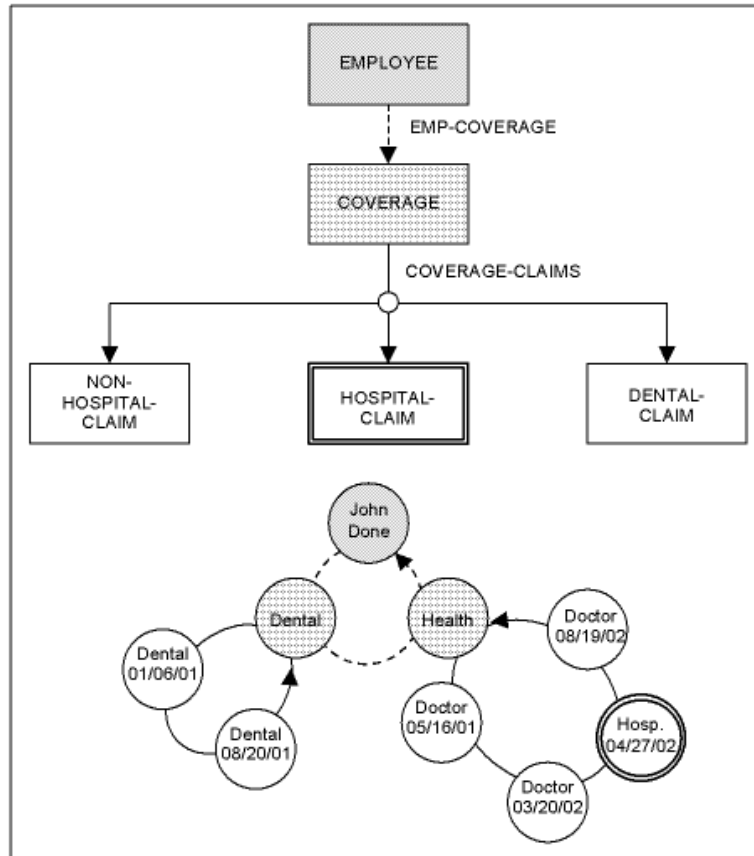 EMPLOYEE
EMP-COVERAGE
COVERAGE
COVERAGE-CLAIMS
NON-
HOSPITAL-
CLAIM
HOSPITAL-
CLAIM
DENTAL-
CLAIM
John
Done
Dental
Health
Doctor
08/19/02
Dental
01/06/01
Doctor
05/16/01
Hosp.
04/27/02
Dental
08/20/01
Doctor
03/20/02